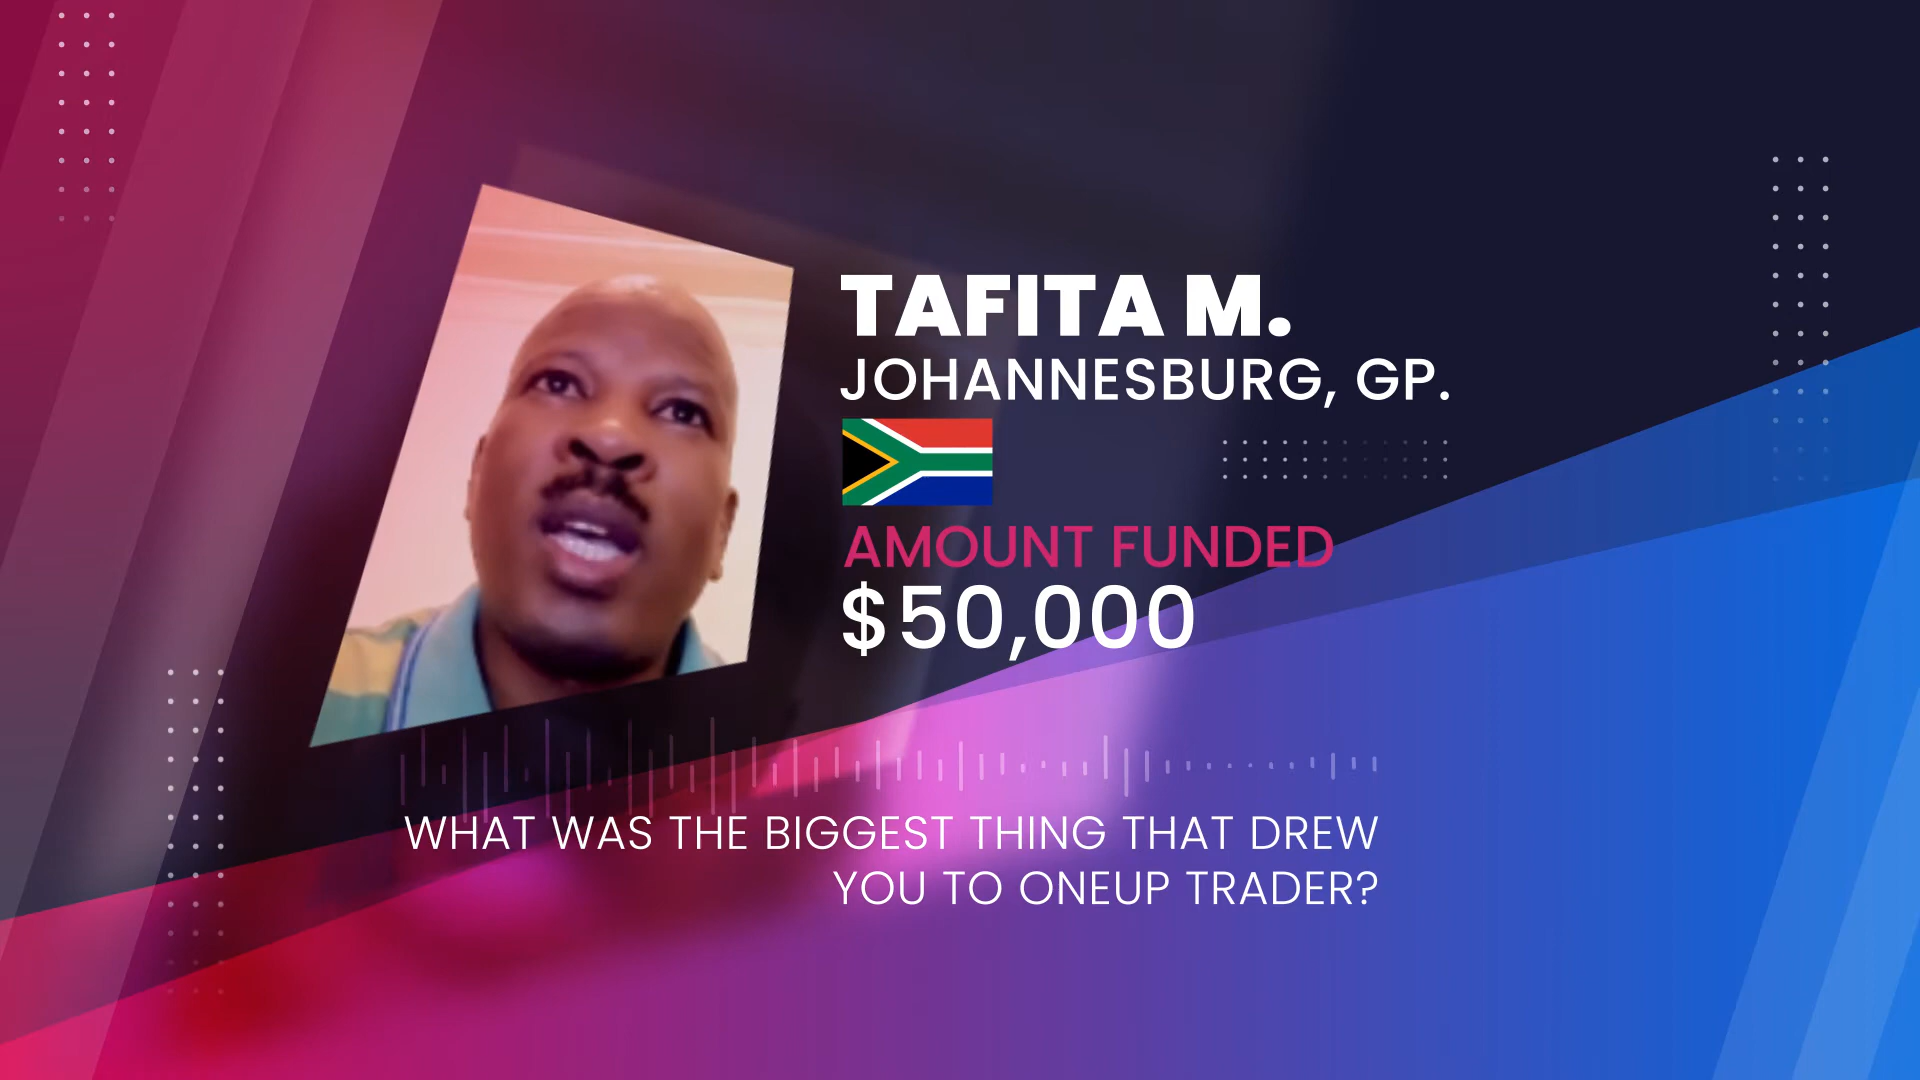 TAFITA M.
JOHANNESBURG, GP.
AMOUNT FUNDED
$50,000
WHAT WAS THE BIGGEST THING THAT DREW
YOU TO ONEUP TRADER?